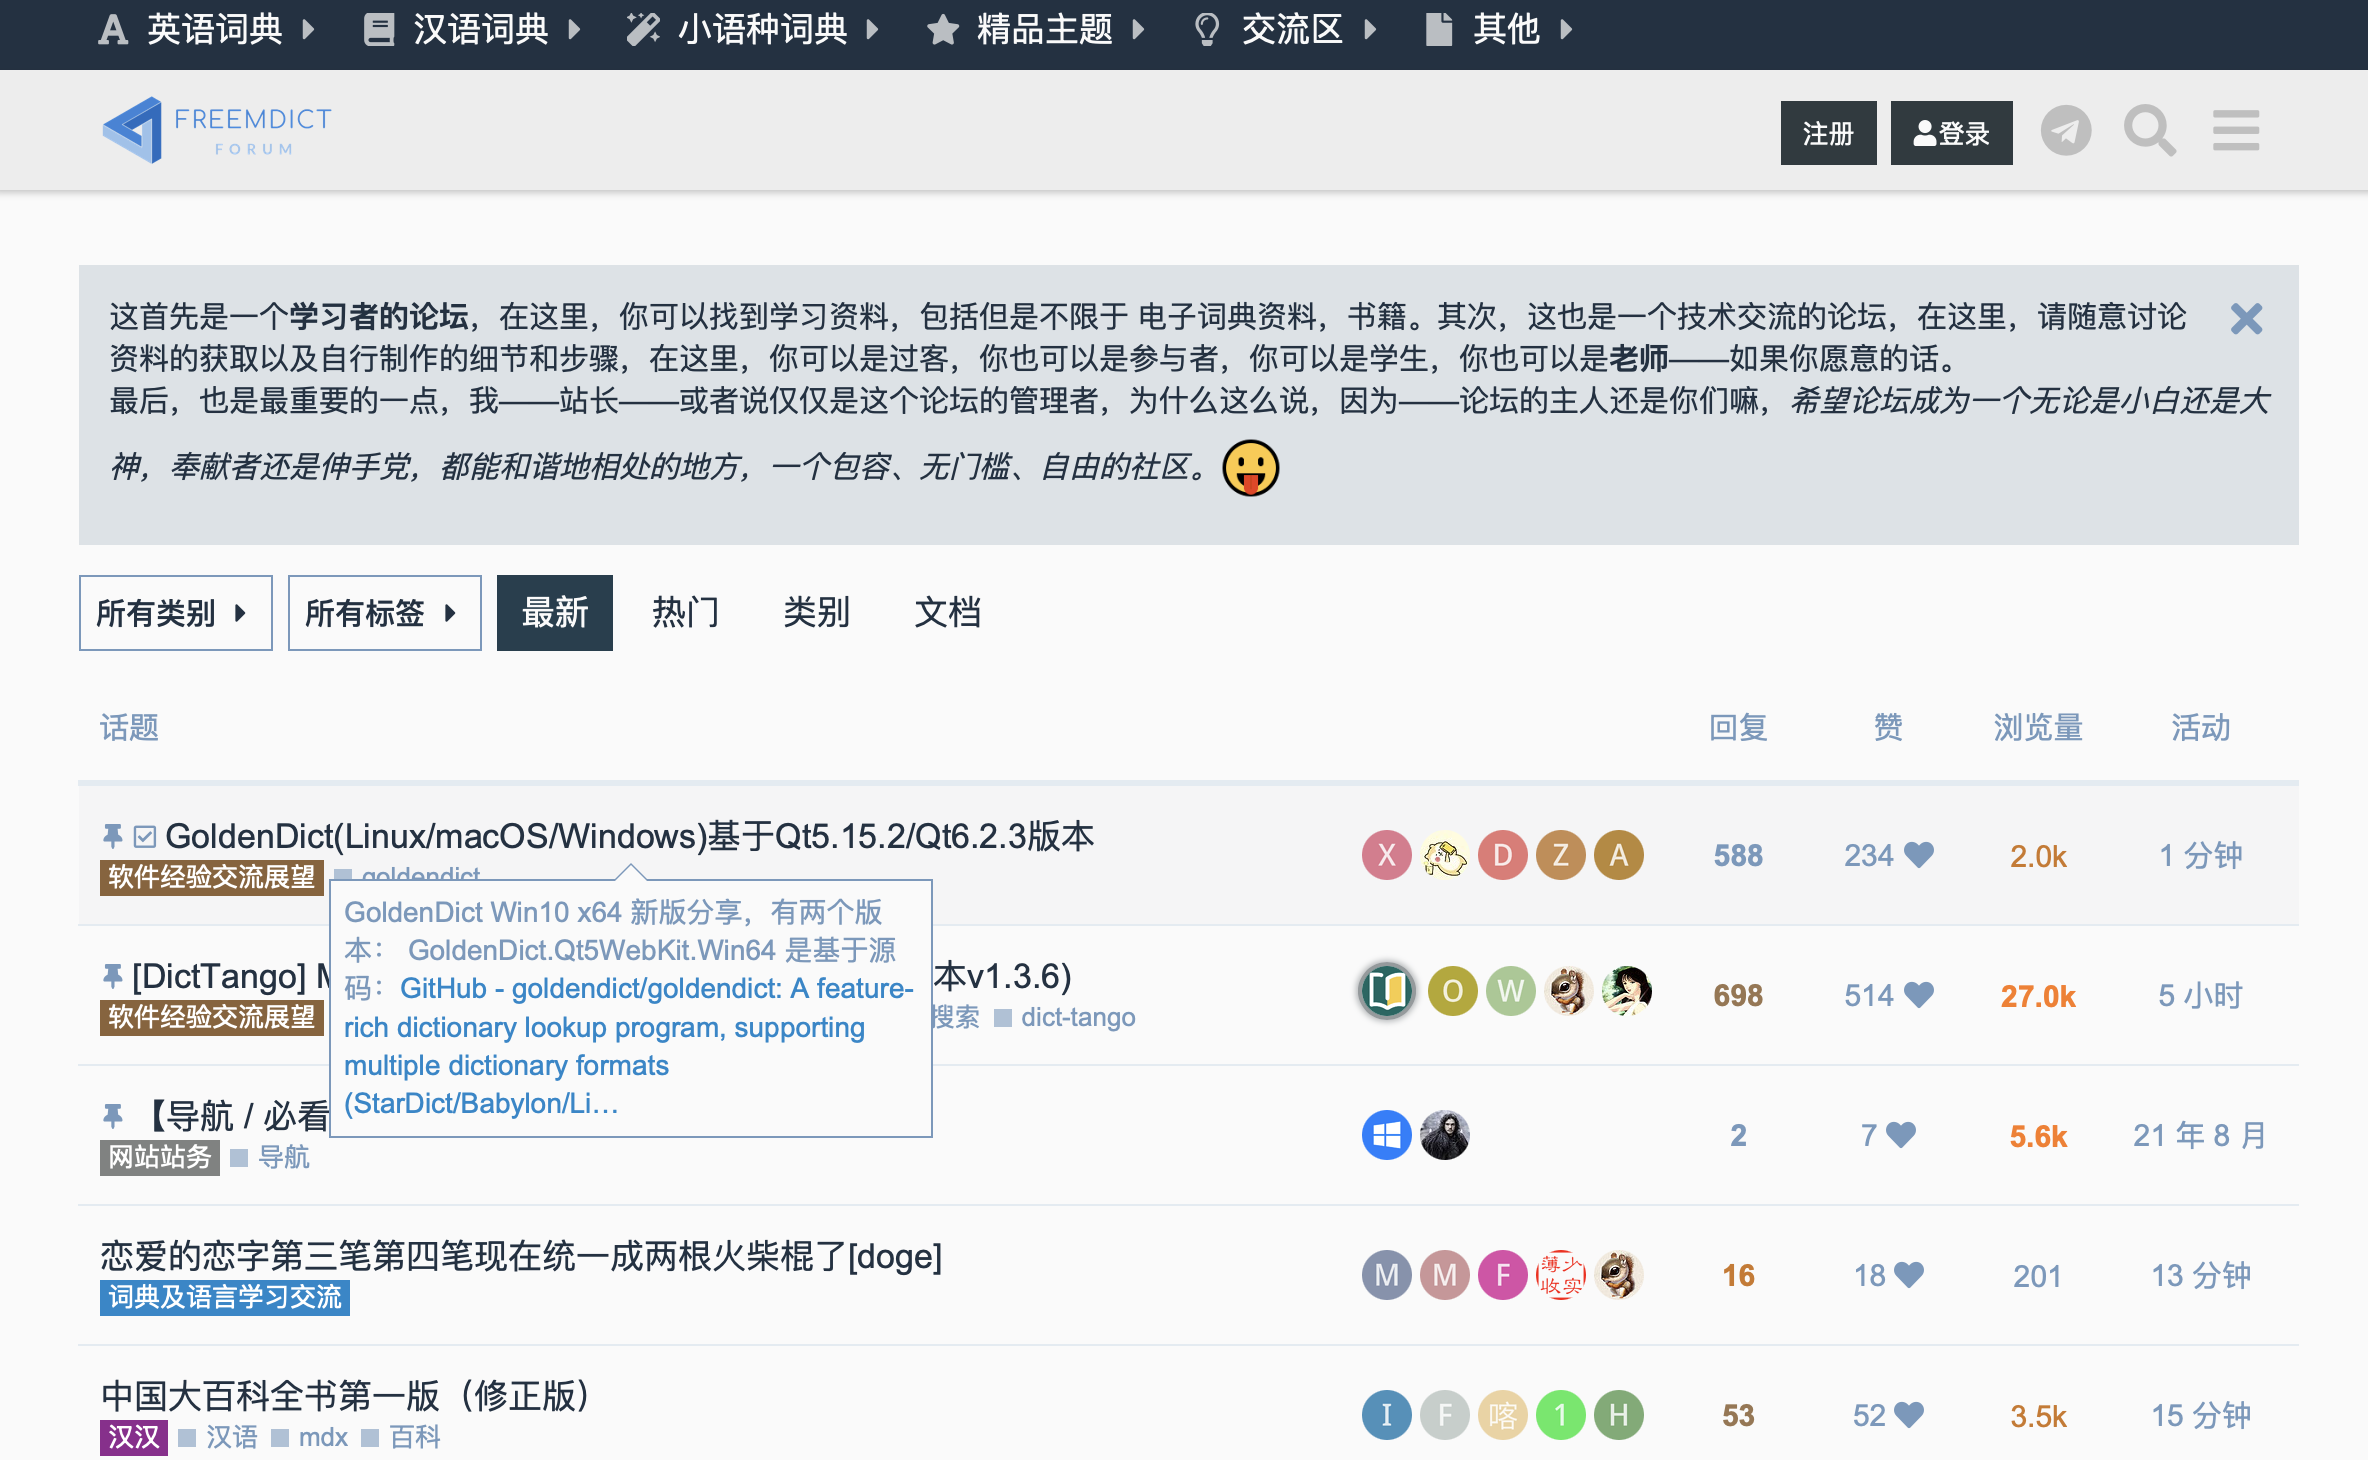 英语词典
汉语词典
小语种词典
精品主题
交流区
其他
FREEMDICT
FORUM
注册
登录
这首先是一个学习者的论坛，在这里，你可以找到学习资料，包括但是不限于 电子词典资料，书籍。其次，这也是一个技术交流的论坛，在这里，请随意讨论
资料的获取以及自行制作的细节和步骤，在这里，你可以是过客，你也可以是参与者，你可以是学生，你也可以是老师——如果你愿意的话。
最后，也是最重要的一点，我——站长——或者说仅仅是这个论坛的管理者，为什么这么说，因为——论坛的主人还是你们嘛，希望论坛成为一个无论是小白还是大
神，奉献者还是伸手党，都能和谐地相处的地方，一个包容、无门槛、自由的社区。
所有类别
所有标签
最新
热门
类别
文档
话题 回复 赞 浏览量 活动
GoldenDict(Linux/macOS/Windows)基于Qt5.15.2/Qt6.2.3版本
软件经验交流展望 goldendict
X D Z A
588 234 2.0k 1 分钟
GoldenDict Win10 x64 新版分享，有两个版
本： GoldenDict.Qt5WebKit.Win64 是基于源
码：GitHub - goldendict/goldendict: A feature-
rich dictionary lookup program, supporting
multiple dictionary formats
(StarDict/Babylon/Li…
[DictTango] 本v1.3.6)
软件经验交流展望 搜索 dict-tango
O W
698 514 27.0k 5 小时
【导航 / 必看
网站站务 导航
2 7 5.6k 21 年 8 月
恋爱的恋字第三笔第四笔现在统一成两根火柴棍了[doge]
词典及语言学习交流
M M F 薄少收实
16 18 201 13 分钟
中国大百科全书第一版（修正版）
汉汉 汉语 mdx 百科
I F 喀 1 H
53 52 3.5k 15 分钟